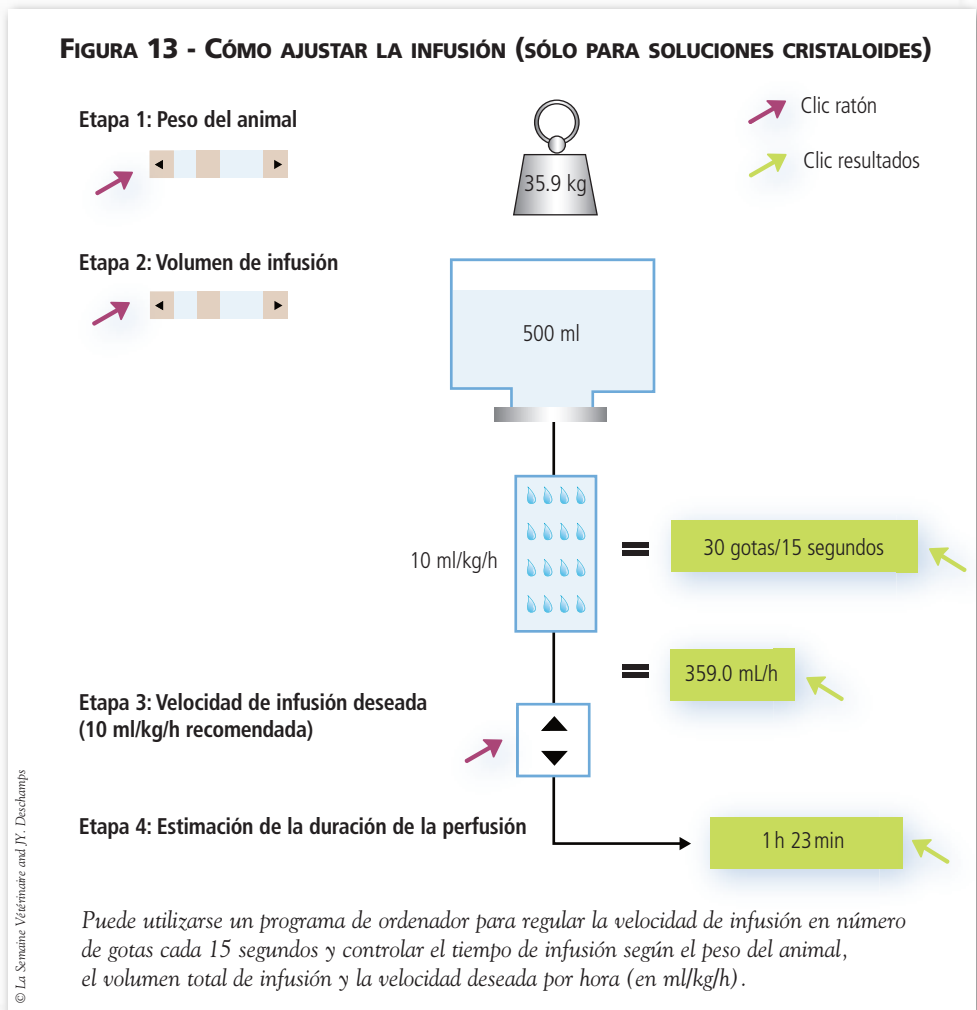 FIGURA 13 - CÓMO AJUSTAR LA INFUSIÓN (SÓLO PARA SOLUCIONES CRISTALOIDES)
Etapa 1: Peso del animal
35.9 kg
Clic ratón
Clic resultados
Etapa 2: Volumen de infusión
500 ml
10 ml/kg/h
=
30 gotas/15 segundos
=
359.0 mL/h
Etapa 3: Velocidad de infusión deseada
(10 ml/kg/h recomendada)
Etapa 4: Estimación de la duración de la perfusión
1 h 23 min
Puede utilizarse un programa de ordenador para regular la velocidad de infusión en número
de gotas cada 15 segundos y controlar el tiempo de infusión según el peso del animal,
el volumen total de infusión y la velocidad deseada por hora (en ml/kg/h).
© La Semaine Vétérinaire and JY. Deschamps